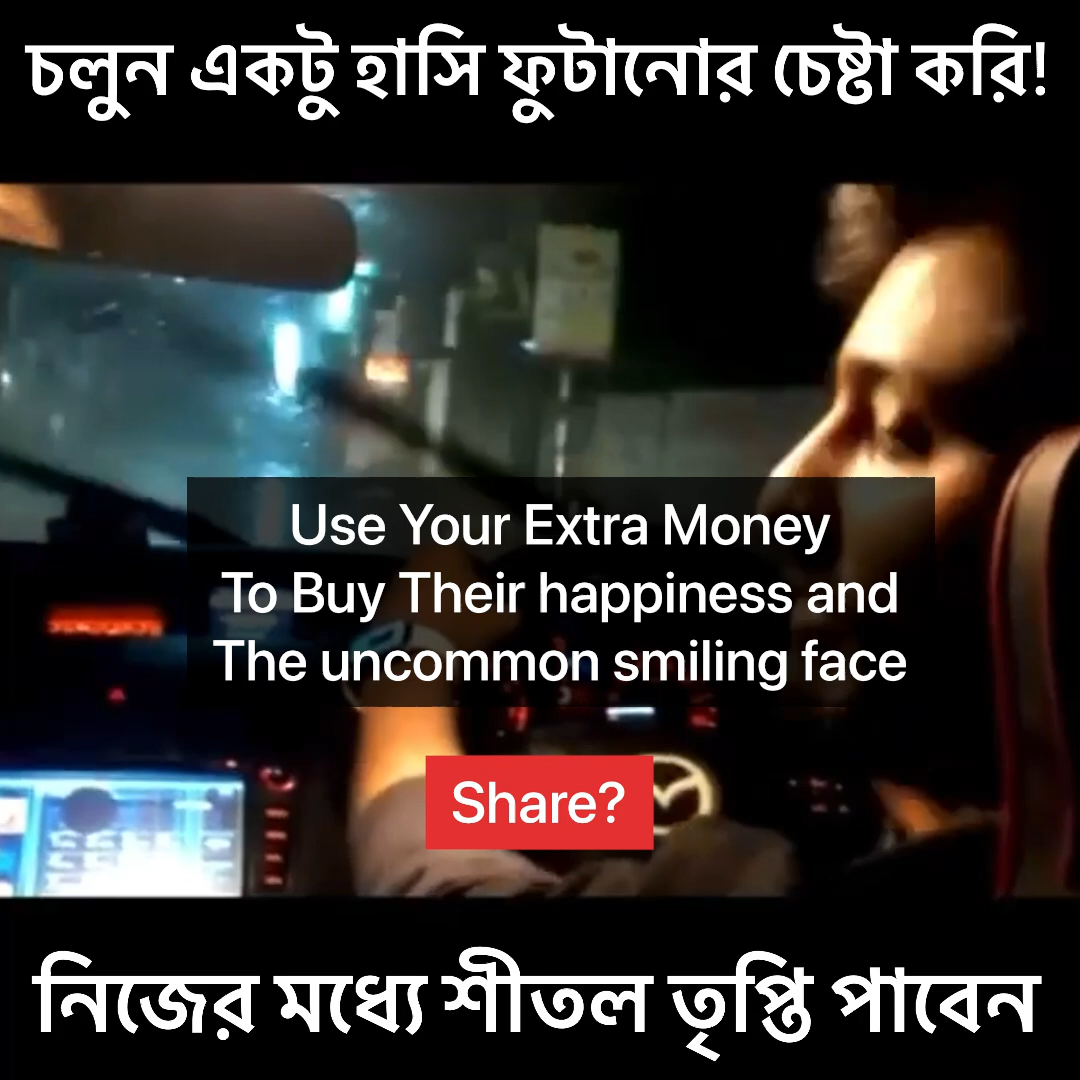 চলুন একটু হাসি ফুটানোর চেষ্টা করি!
Use Your Extra Money
To Buy Their happiness and
The uncommon smiling face
Share?
নিজের মধ্যে শীতল তৃপ্তি পাবেন